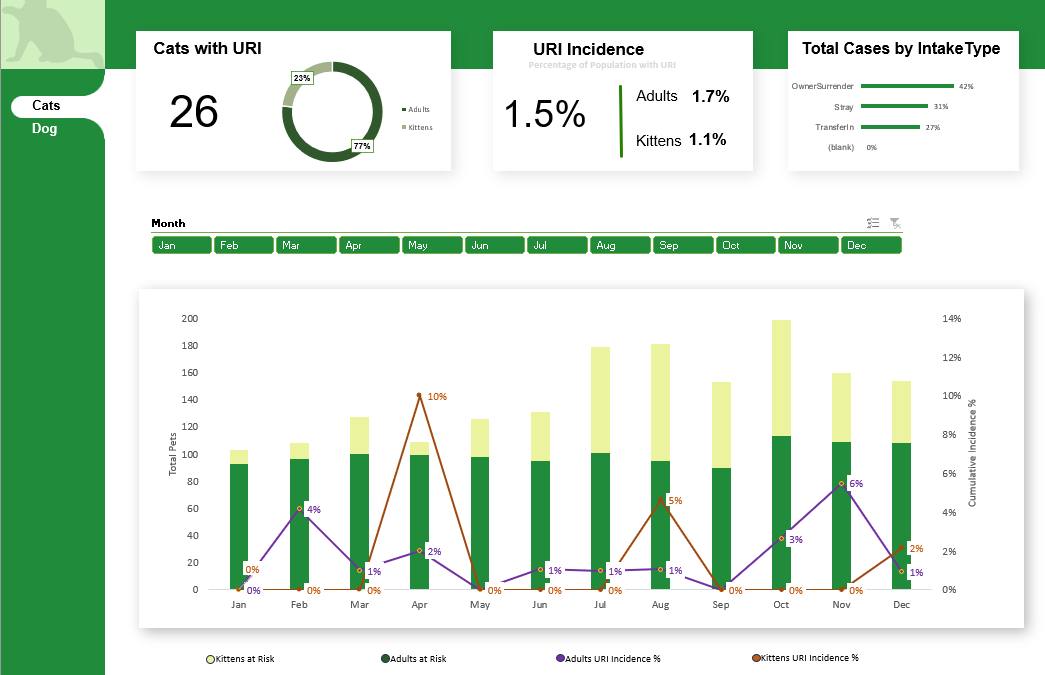 Cats
Dog
Cats with URI
26
23%
77%
Adults
Kittens
URI Incidence
Percentage of Population with URI
1.5%
Adults 1.7%
Kittens 1.1%
Total Cases by IntakeType
OwnerSurrender 42%
Stray 31%
TransferIn 27%
(blank) 0%
Month
Jan Feb Mar Apr May Jun Jul Aug Sep Oct Nov Dec
Total Pets
200
180
160
140
120
100
80
60
40
20
0
10%
5%
6%
4%
3%
2%
2%
0% 1% 1% 1% 1% 1%
0% 0% 0% 0% 0% 0% 0% 0% 0%
14%
12%
10%
8%
6%
4%
2%
0%
Cumulative Incidence %
Jan Feb Mar Apr May Jun Jul Aug Sep Oct Nov Dec
Kittens at Risk Adults at Risk Adults URI Incidence % Kittens URI Incidence %